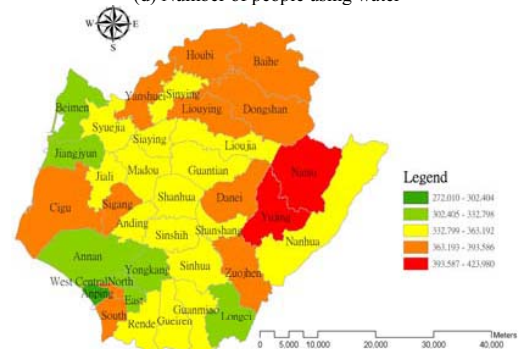 (d) Number of people using water
N
W
E
S
Houbi
Baihe
Yanshuei
Sinying
Liouying
Dongshan
Beimen
Syuejia
Siaying
Lioujia
Jiangjyun
Nansi
Jiali
Madou
Guantian
Cigu
Sigang
Shanhua
Danei
Yujing
Anding
Shanshang
Nanhua
Sinshih
Annan
Yongkang
Sinhua
Zuojhen
West Central
North
Anping
East
South
Guanmiao
Longci
Rende
Gueiren
Legend
272.010 - 302.404
302.405 - 332.798
332.799 - 363.192
363.193 - 393.586
393.587 - 423.980
Meters
0 5,000 10,000 20,000 30,000 40,000